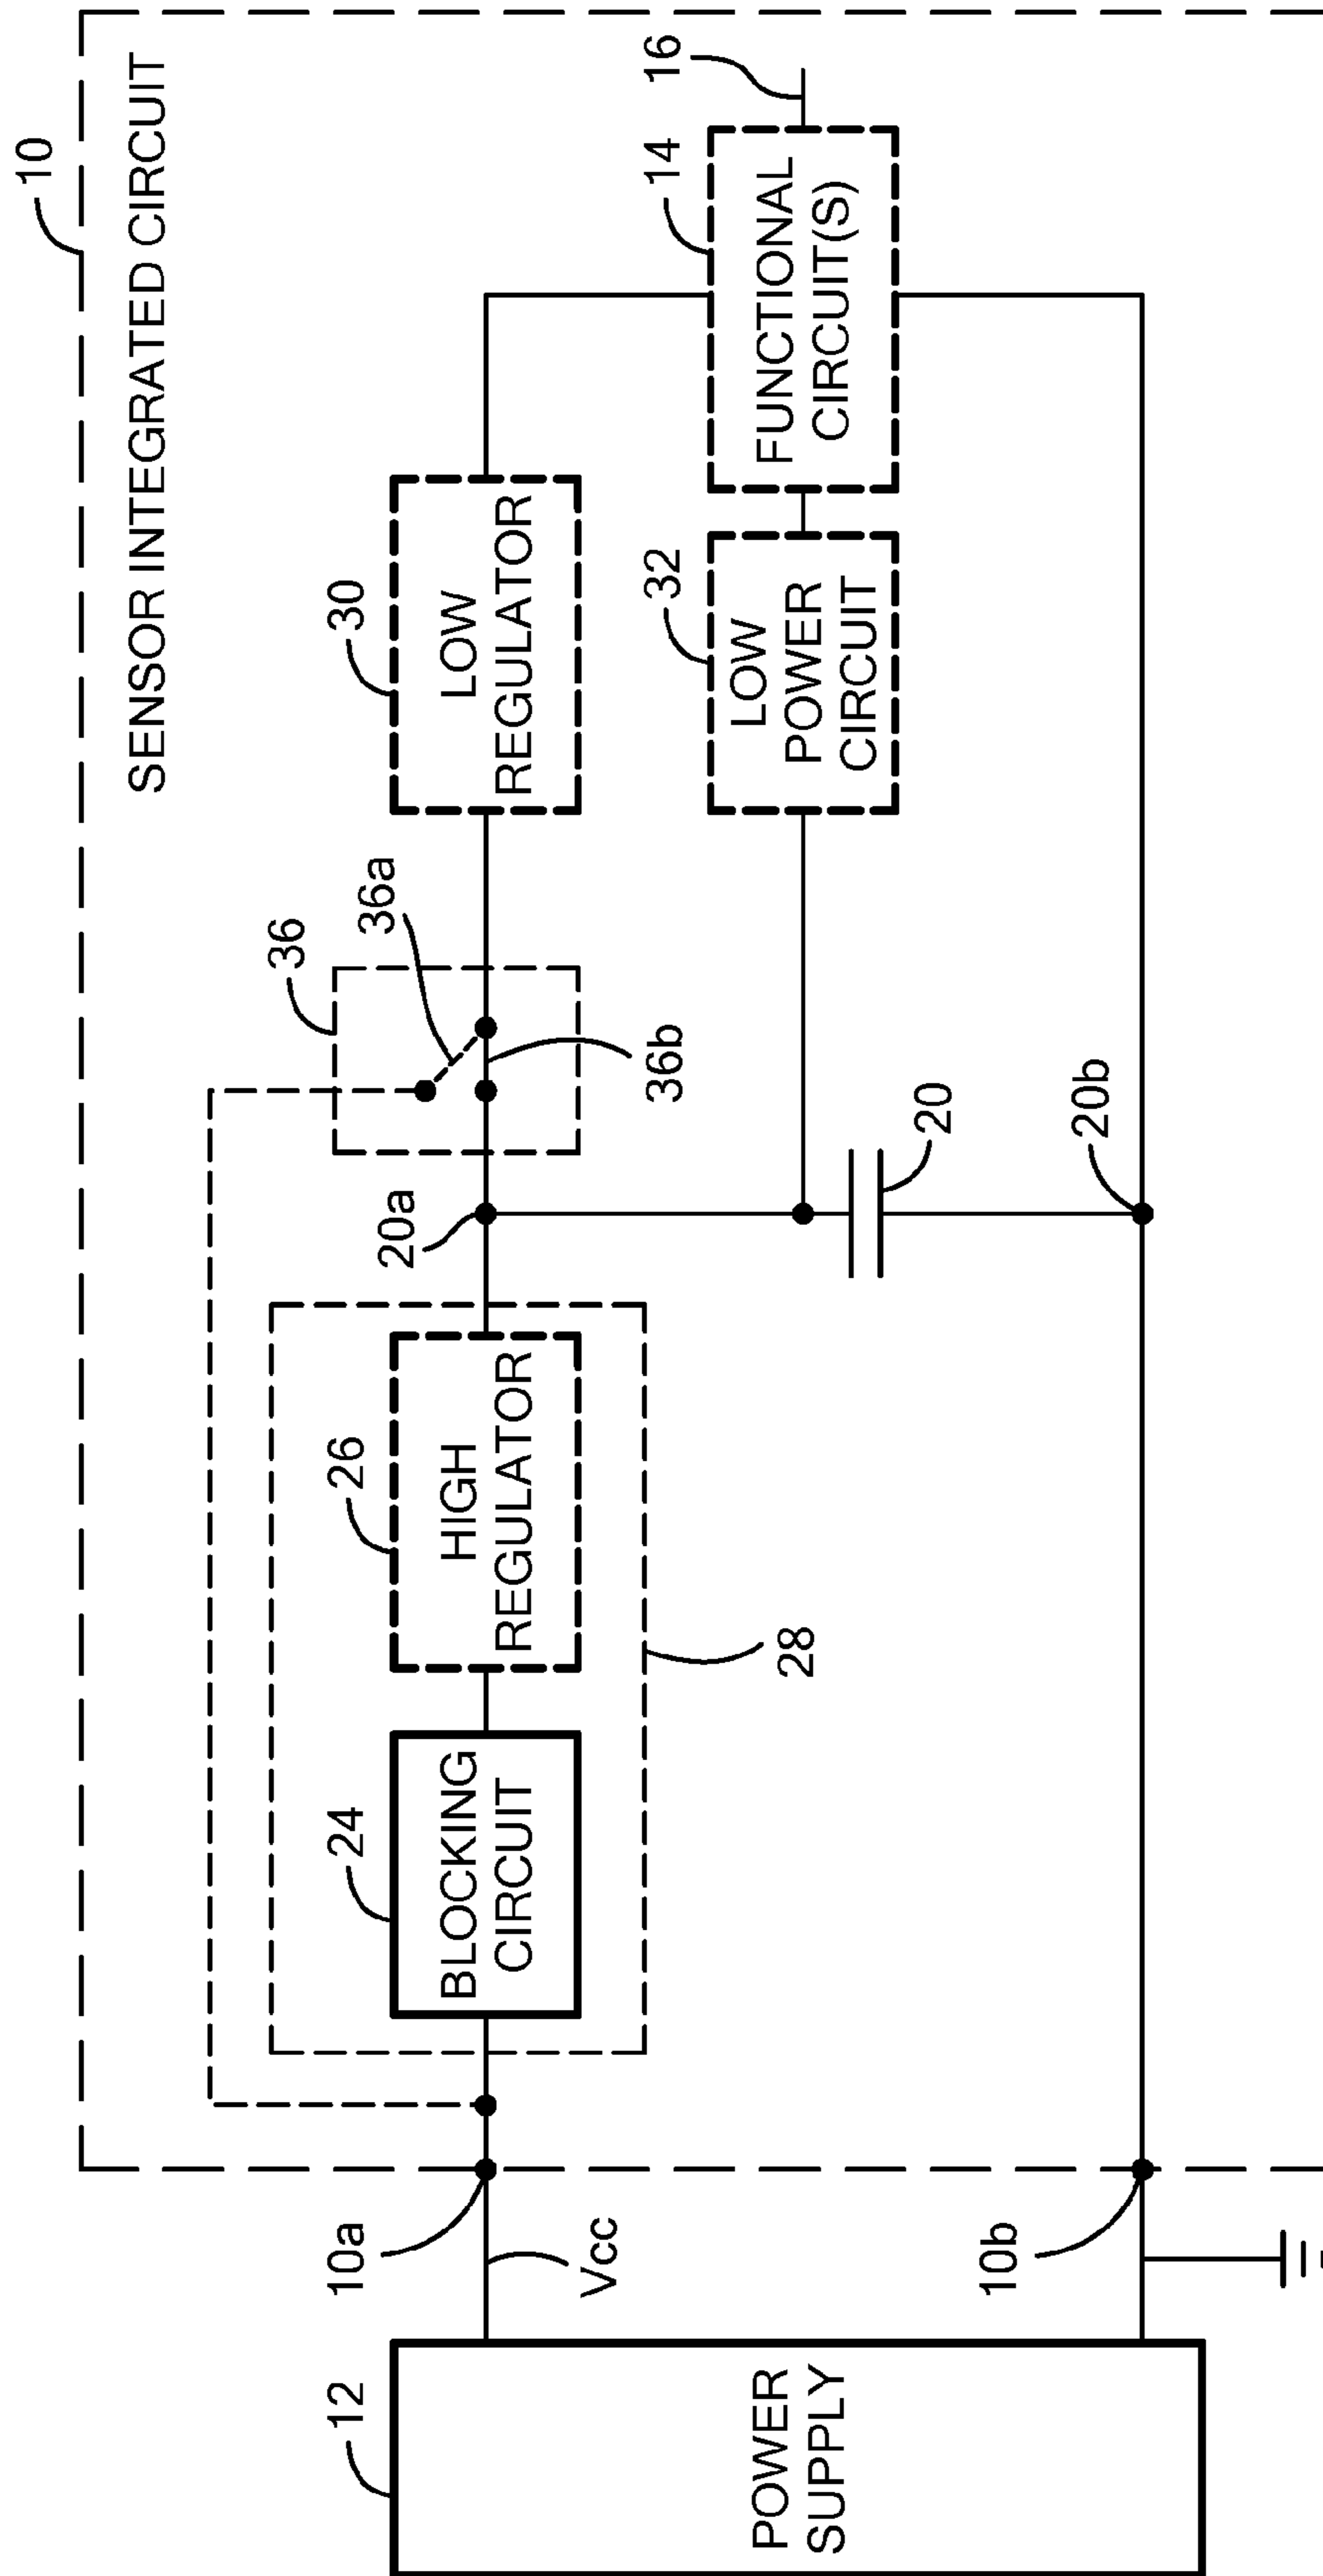 10
SENSOR INTEGRATED CIRCUIT
12
POWER
SUPPLY
10a
Vcc
10b
24
BLOCKING
CIRCUIT
26
HIGH
REGULATOR
28
20a
20
20b
36
36a
36b
30
LOW
REGULATOR
32
LOW
POWER
CIRCUIT
14
FUNCTIONAL
CIRCUIT(S)
16